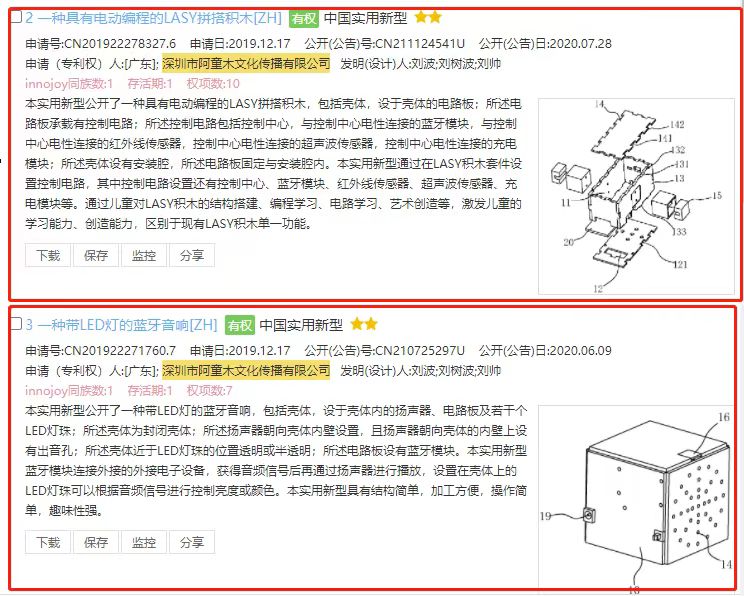 2 一种具有电动编程的LASY拼搭积木[ZH] 有权 中国实用新型
申请号:CN201922278327.6 申请日:2019.12.17 公开(公告)号:CN211124541U 公开(公告)日:2020.07.28
申请（专利权）人:[广东]; 深圳市阿童木文化传播有限公司 发明(设计)人:刘波;刘树波;刘帅
innojoy同族数:1 存活期:1 权项数:10
本实用新型公开了一种具有电动编程的LASY拼搭积木，包括壳体，设于壳体的电路板；所述电
路板承载有控制电路；所述控制电路包括控制中心，与控制中心电性连接的蓝牙模块，与控制
中心电性连接的红外线传感器，控制中心电性连接的超声波传感器，控制中心电性连接的充电
模块；所述壳体设有安装腔，所述电路板固定与安装腔内。本实用新型通过在LASY积木套件设
置控制电路，其中控制电路设置还有控制中心、蓝牙模块、红外线传感器、超声波传感器、充
电模块等。通过儿童对LASY积木的结构搭建、编程学习、电路学习、艺术创造等，激发儿童的
学习能力、创造能力，区别于现有LASY积木单一功能。
14
142
141
132
131
13
11
15
133
20
121
12
下载 保存 监控 分享
3 一种带LED灯的蓝牙音响[ZH] 有权 中国实用新型
申请号:CN201922271760.7 申请日:2019.12.17 公开(公告)号:CN210725297U 公开(公告)日:2020.06.09
申请（专利权）人:[广东]; 深圳市阿童木文化传播有限公司 发明(设计)人:刘波;刘树波;刘帅
innojoy同族数:1 存活期:1 权项数:7
本实用新型公开了一种带LED灯的蓝牙音响，包括壳体，设于壳体内的扬声器、电路板及若干个
LED灯珠；所述壳体为封闭壳体；所述扬声器朝向壳体内壁设置，且扬声器朝向壳体的内壁上设
有出音孔；所述壳体近于LED灯珠的位置透明或半透明；所述电路板设有蓝牙模块。本实用新型
蓝牙模块连接外接的外接电子设备，获得音频信号后再通过扬声器进行播放，设置在壳体上的
LED灯珠可以根据音频信号进行控制亮度或颜色。本实用新型具有结构简单，加工方便，操作简
单，趣味性强。
16
19
14
10
下载 保存 监控 分享